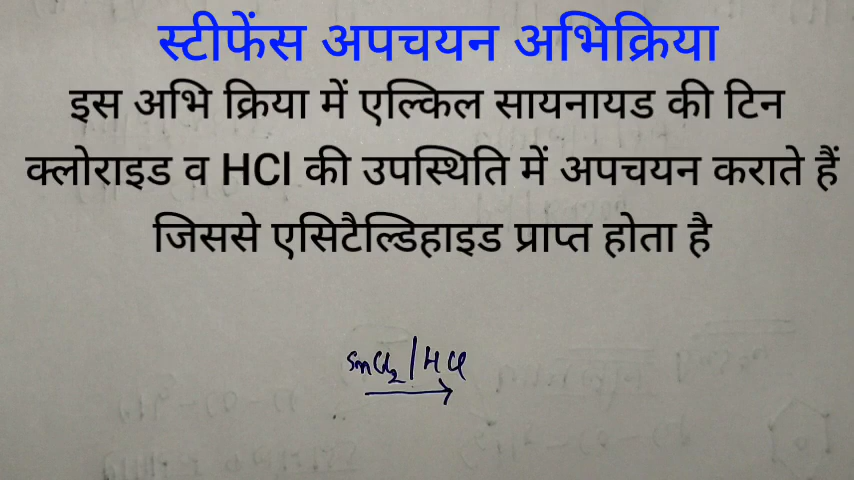 स्टीफेंस अपचयन अभिक्रिया
इस अभि क्रिया में एल्किल सायनायड की टिन
क्लोराइड व HCl की उपस्थिति में अपचयन कराते हैं
जिससे एसिटैल्डिहाइड प्राप्त होता है
SnCl₂/HCl